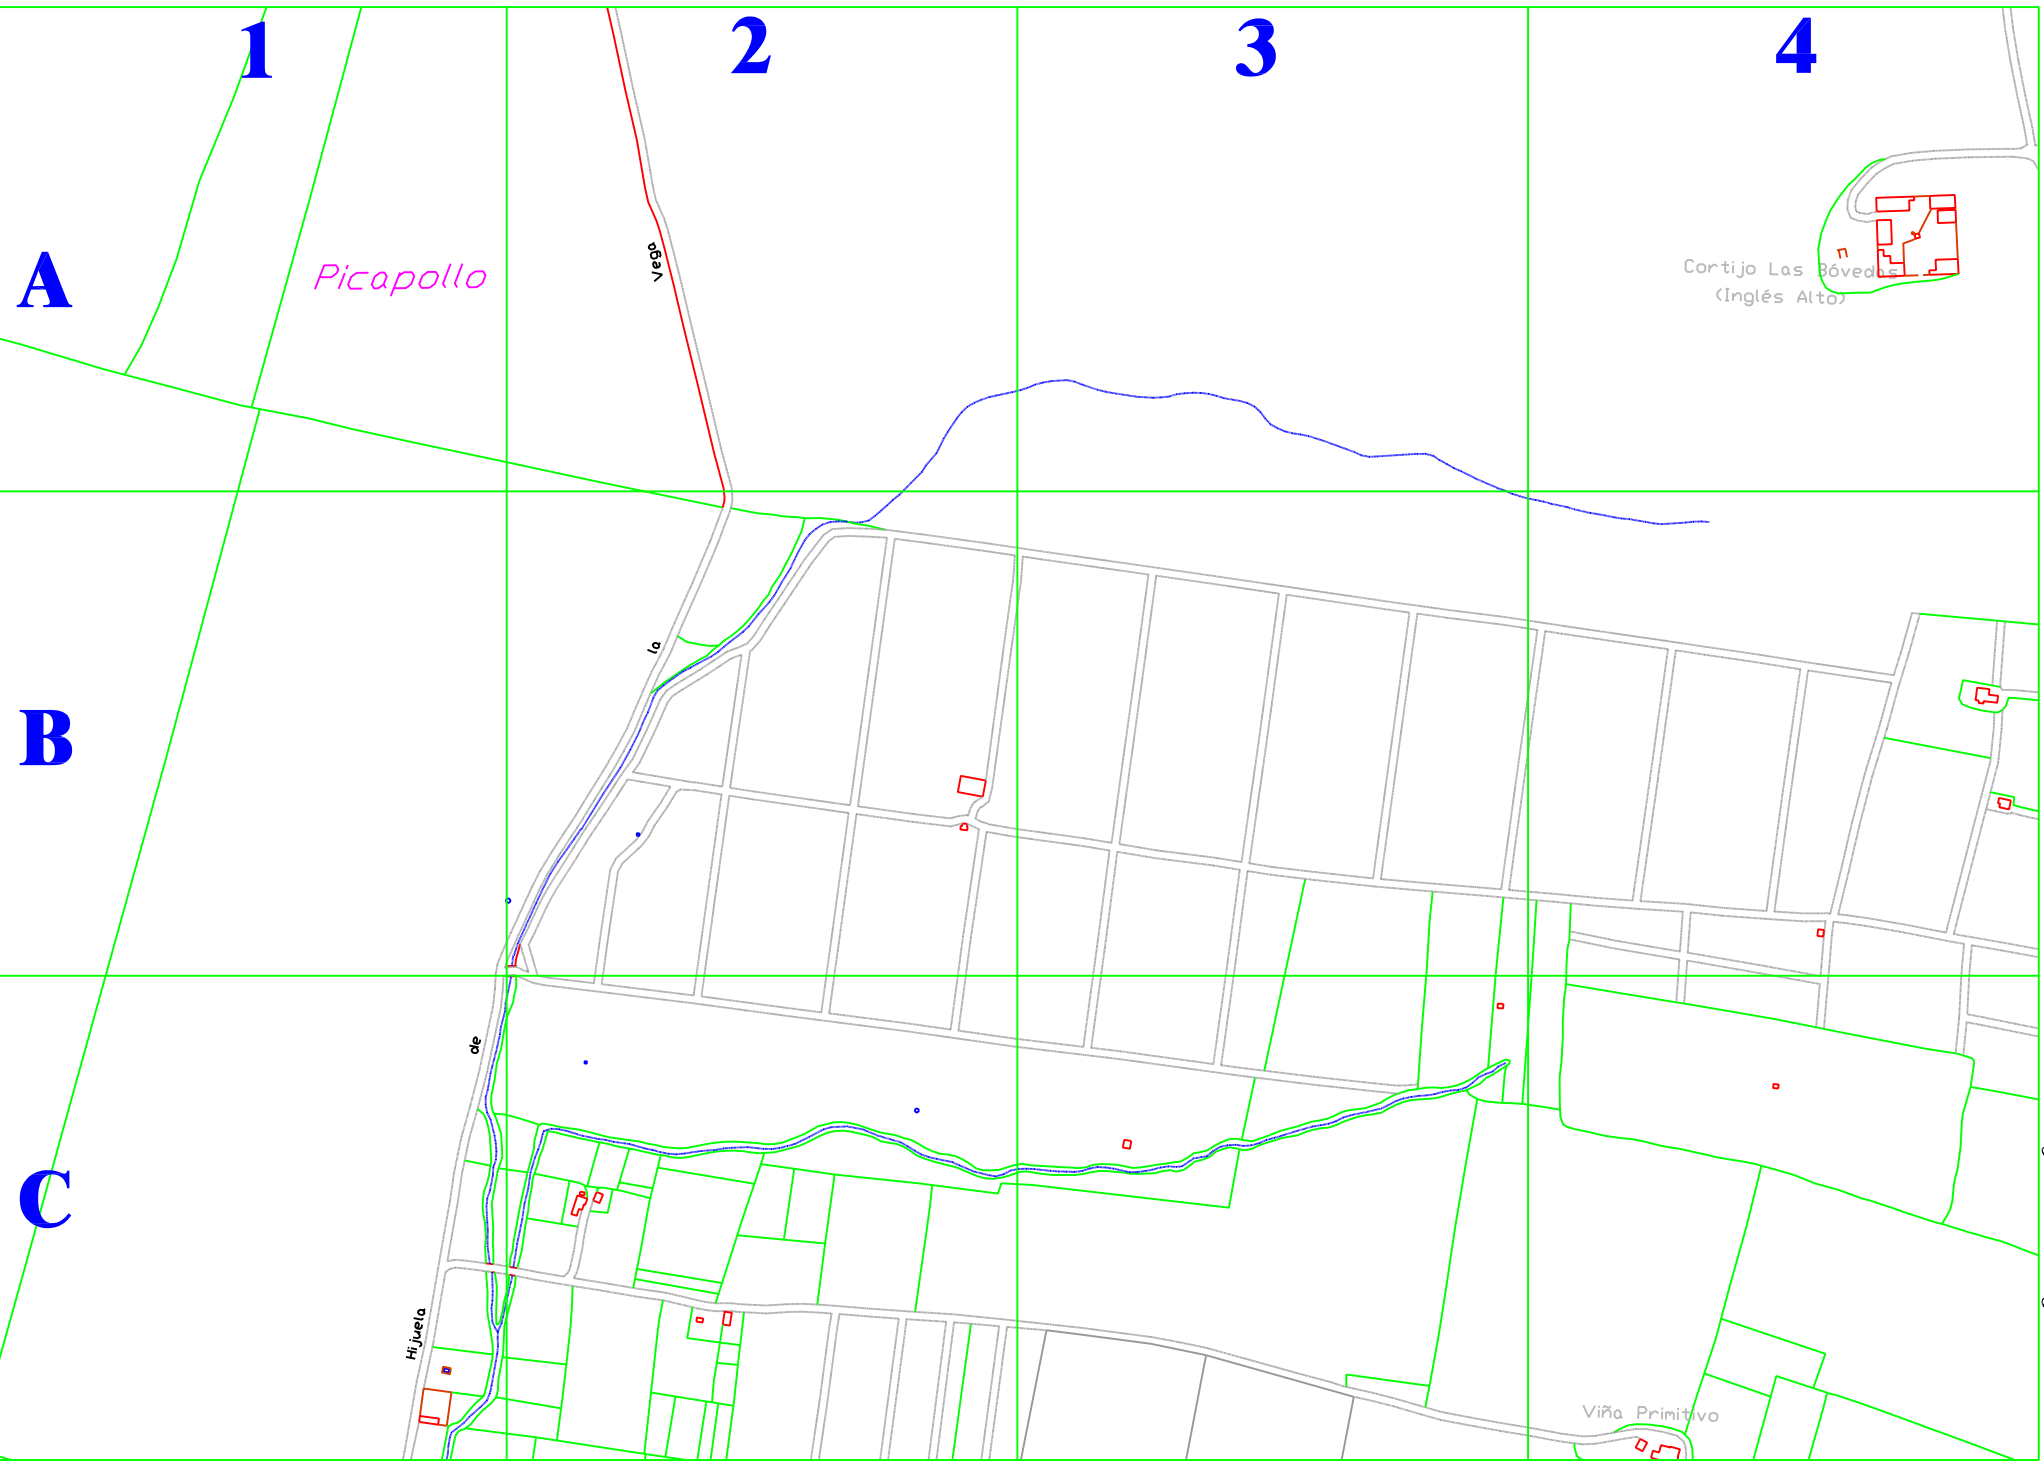 1
2
3
4
A
Picapollo
Vega
Cortijo Las Bóvedas
(Inglés Alto)
la
B
de
C
Hijuela
Viña Primitivo